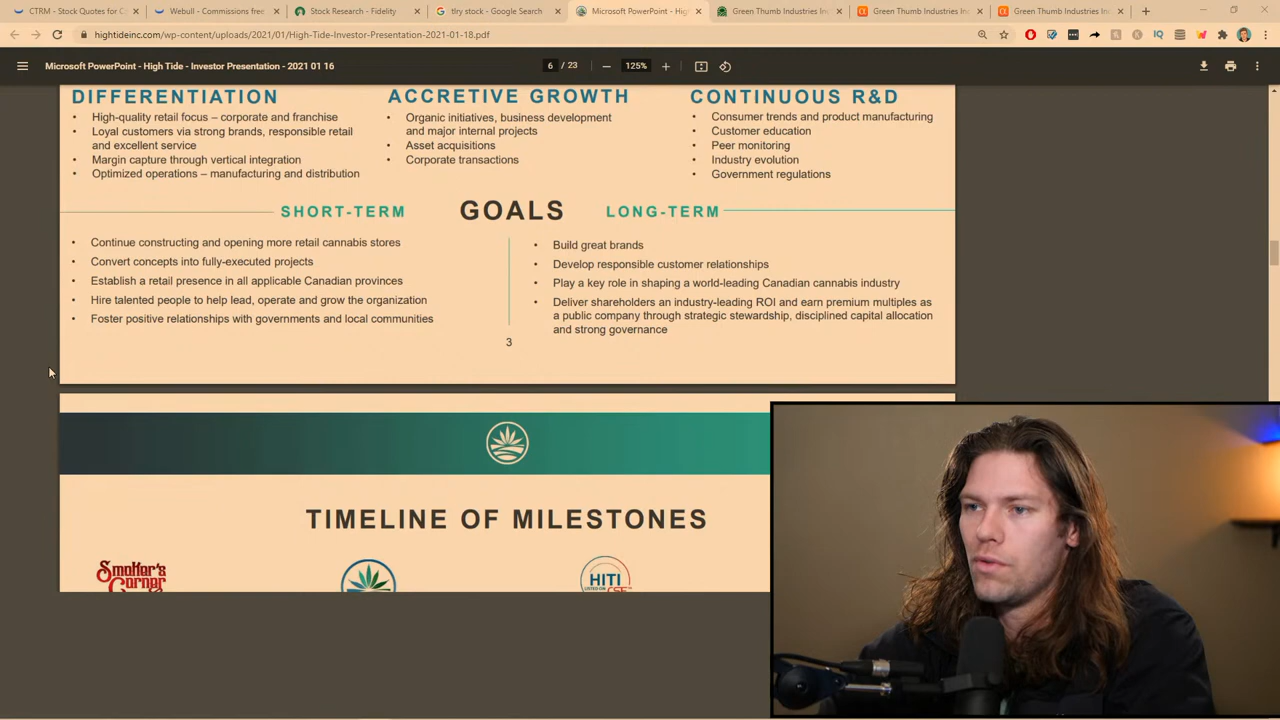 CTRM - Stock Quotes for C
Webull - Commissions free
Stock Research - Fidelity
tlry stock - Google Search
Microsoft PowerPoint - Hig
Green Thumb Industries Inc
Green Thumb Industries In
Green Thumb Industries In
hightideinc.com/wp-content/uploads/2021/01/High-Tide-Investor-Presentation-2021-01-18.pdf
Microsoft PowerPoint - High Tide - Investor Presentation - 2021 01 16
6 / 23
125%
DIFFERENTIATION
• High-quality retail focus – corporate and franchise
• Loyal customers via strong brands, responsible retail
and excellent service
• Margin capture through vertical integration
• Optimized operations – manufacturing and distribution
ACCRETIVE GROWTH
• Organic initiatives, business development
and major internal projects
• Asset acquisitions
• Corporate transactions
CONTINUOUS R&D
• Consumer trends and product manufacturing
• Customer education
• Peer monitoring
• Industry evolution
• Government regulations
SHORT-TERM
GOALS
LONG-TERM
• Continue constructing and opening more retail cannabis stores
• Convert concepts into fully-executed projects
• Establish a retail presence in all applicable Canadian provinces
• Hire talented people to help lead, operate and grow the organization
• Foster positive relationships with governments and local communities
• Build great brands
• Develop responsible customer relationships
• Play a key role in shaping a world-leading Canadian cannabis industry
• Deliver shareholders an industry-leading ROI and earn premium multiples as
a public company through strategic stewardship, disciplined capital allocation
and strong governance
3
TIMELINE OF MILESTONES
Smoker's
Corner
HITI
LISTED ON CSE